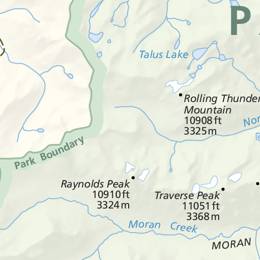 P
Talus Lake
Rolling Thunder
Mountain
10908 ft
3325 m
Park Boundary
Raynolds Peak
10910 ft
3324 m
Traverse Peak
11051 ft
3368 m
Moran Creek
MORAN